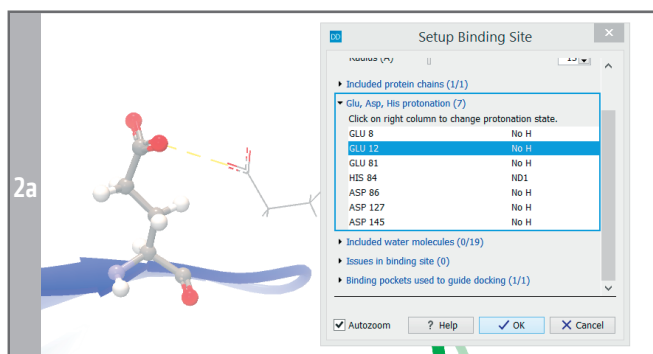 2a
DD Setup Binding Site
Radius (Å) 15
Included protein chains (1/1)
Glu, Asp, His protonation (7)
Click on right column to change protonation state.
GLU 8 No H
GLU 12 No H
GLU 81 No H
HIS 84 ND1
ASP 86 No H
ASP 127 No H
ASP 145 No H
Included water molecules (0/19)
Issues in binding site (0)
Binding pockets used to guide docking (1/1)
Autozoom ? Help OK Cancel